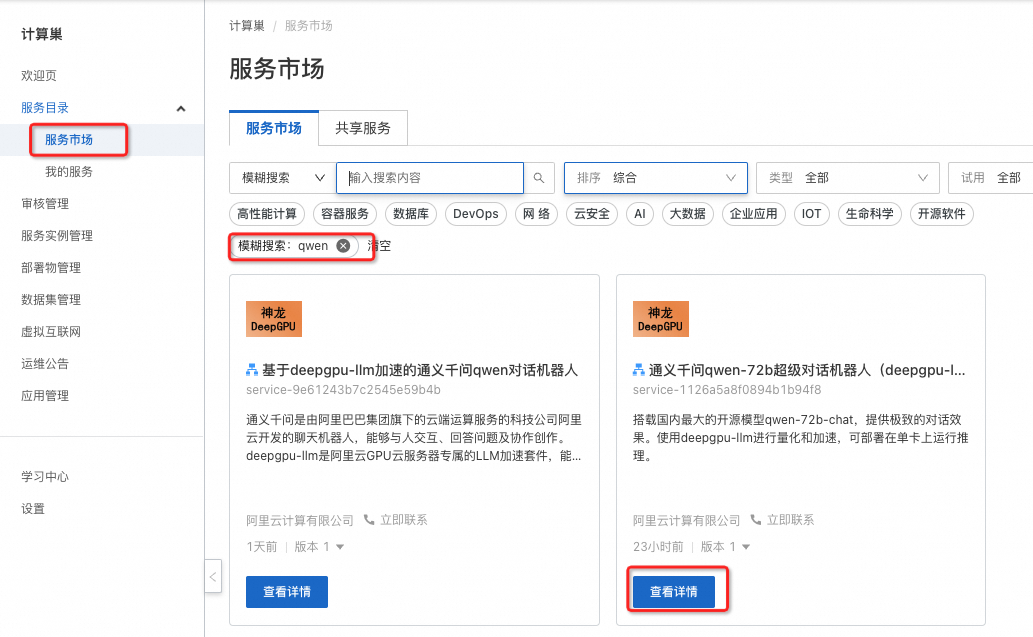 计算巢
欢迎页
服务目录
服务市场
我的服务
审核管理
服务实例管理
部署物管理
数据集管理
虚拟互联网
运维公告
应用管理
学习中心
设置
计算巢 / 服务市场
服务市场
服务市场 共享服务
模糊搜索 输入搜索内容 排序 综合 类型 全部 试用 全部
高性能计算 容器服务 数据库 DevOps 网 络 云安全 AI 大数据 企业应用 IOT 生命科学 开源软件
模糊搜索: qwen 清空
神龙
DeepGPU
基于deepgpu-llm加速的通义千问qwen对话机器人
service-9e61243b7c2545e59b4b
通义千问是由阿里巴巴集团旗下的云端运算服务的科技公司阿里
云开发的聊天机器人，能够与人交互、回答问题及协作创作。
deepgpu-llm是阿里云GPU云服务器专属的LLM加速套件，能...
阿里云计算有限公司 立即联系
1天前 | 版本 1
查看详情
神龙
DeepGPU
通义千问qwen-72b超级对话机器人（deepgpu-l...
service-1126a5a8f0894b1b94f8
搭载国内最大的开源模型qwen-72b-chat，提供极致的对话效
果。使用deepgpu-llm进行量化和加速，可部署在单卡上运行推
理。
阿里云计算有限公司 立即联系
23小时前 | 版本 1
查看详情